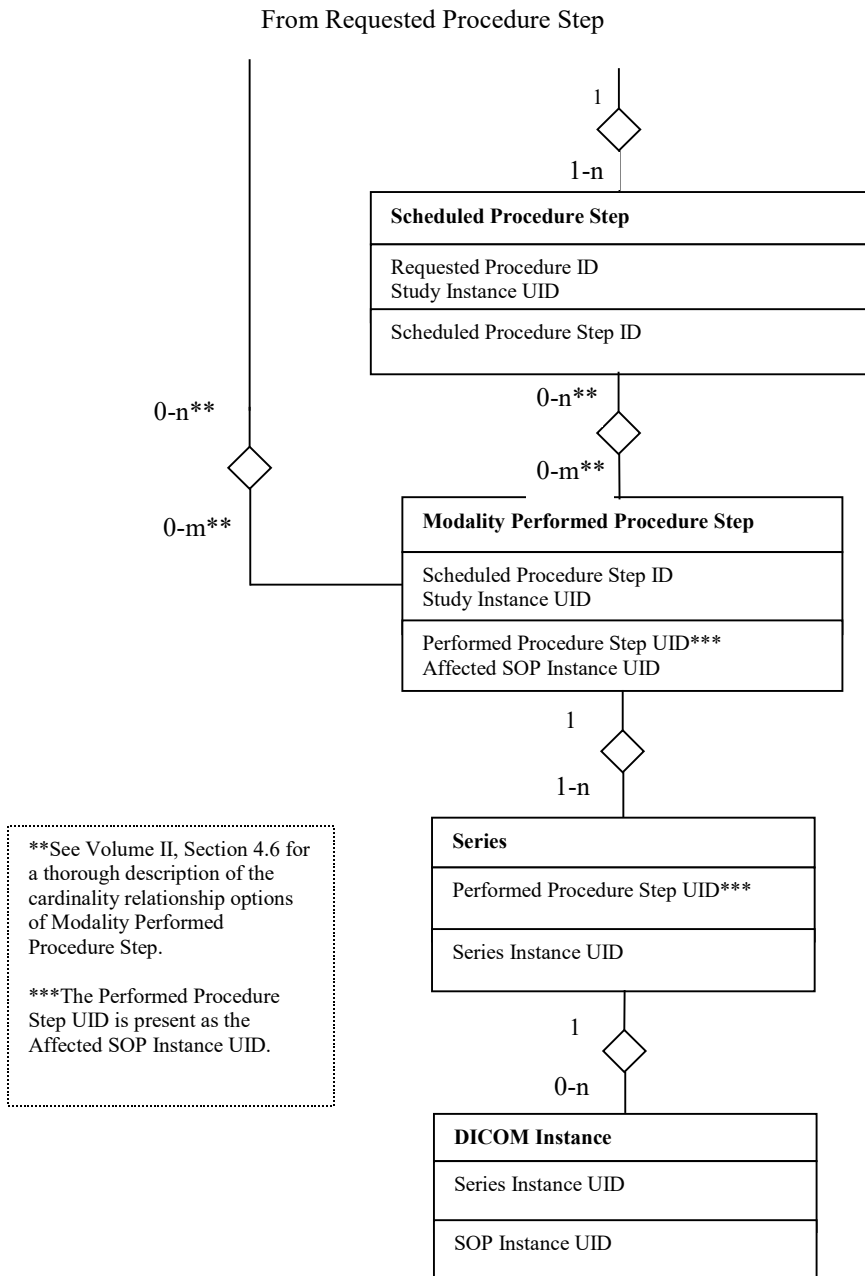 From Requested Procedure Step
1
1-n
Scheduled Procedure Step
Requested Procedure ID
Study Instance UID
Scheduled Procedure Step ID
0-n**
0-n**
0-m**
0-m**
Modality Performed Procedure Step
Scheduled Procedure Step ID
Study Instance UID
Performed Procedure Step UID***
Affected SOP Instance UID
1
1-n
Series
Performed Procedure Step UID***
Series Instance UID
**See Volume II, Section 4.6 for
a thorough description of the
cardinality relationship options
of Modality Performed
Procedure Step.
***The Performed Procedure
Step UID is present as the
Affected SOP Instance UID.
1
0-n
DICOM Instance
Series Instance UID
SOP Instance UID